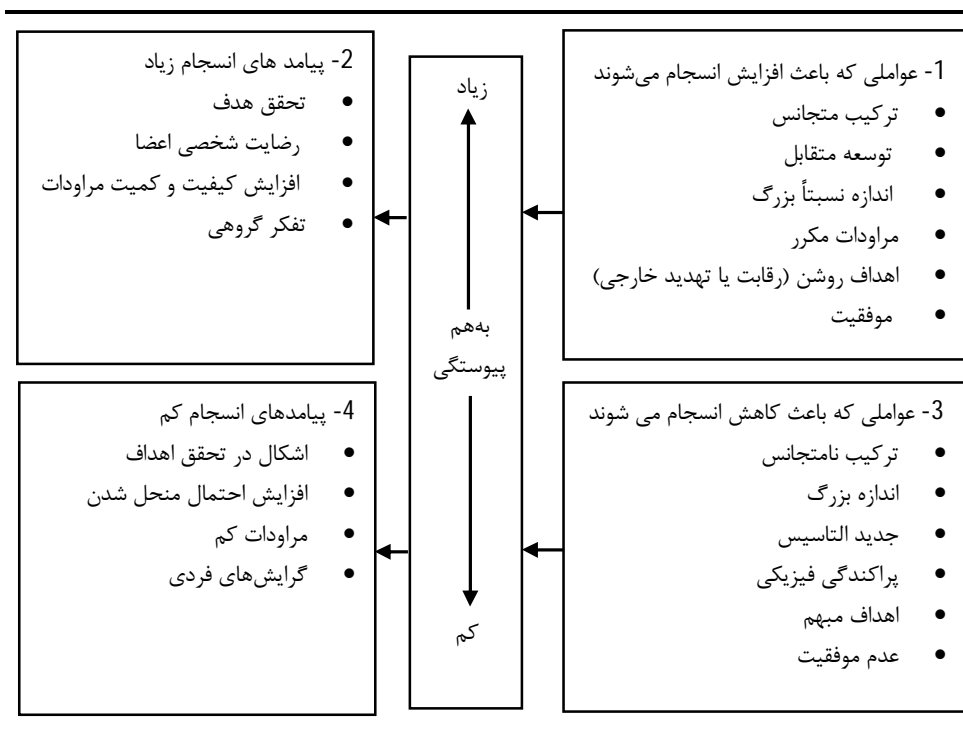 1- عواملی که باعث افزایش انسجام می‌شوند
• ترکیب متجانس
• توسعه متقابل
• اندازه نسبتاً بزرگ
• مراودات مکرر
• اهداف روشن (رقابت یا تهدید خارجی)
• موفقیت
زیاد
به‌هم
پیوستگی
کم
2- پیامد های انسجام زیاد
• تحقق هدف
• رضایت شخصی اعضا
• افزایش کیفیت و کمیت مراودات
• تفکر گروهی
3- عواملی که باعث کاهش انسجام می شوند
• ترکیب نامتجانس
• اندازه بزرگ
• جدید التاسیس
• پراکندگی فیزیکی
• اهداف مبهم
• عدم موفقیت
4- پیامدهای انسجام کم
• اشکال در تحقق اهداف
• افزایش احتمال منحل شدن
• مراودات کم
• گرایش‌های فردی